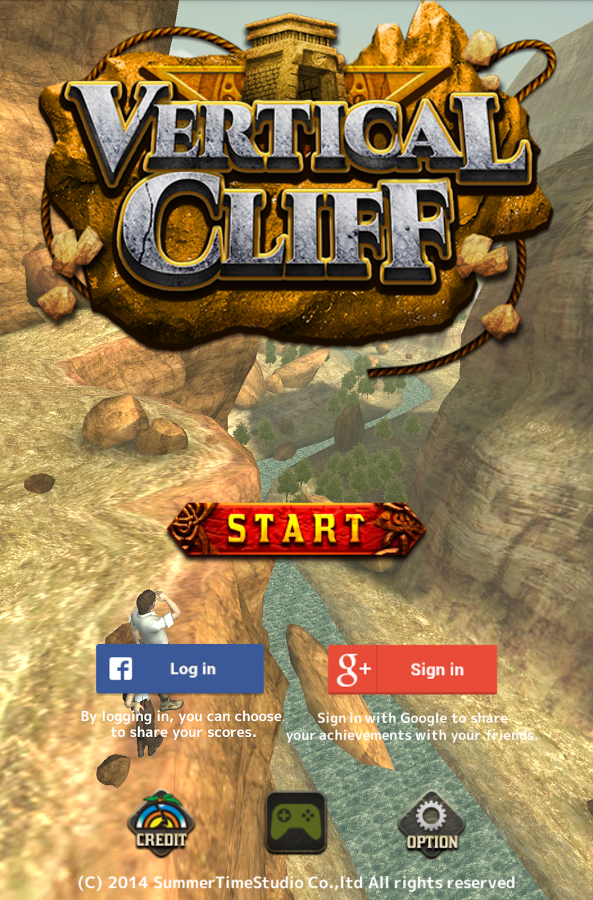 VERTICAL
CLIFF
START
Log in
Sign in
By logging in, you can choose
to share your scores.
Sign in with Google to share
your achievements with your friends.
CREDIT
OPTION
(C) 2014 SummerTimeStudio Co.,ltd All rights reserved